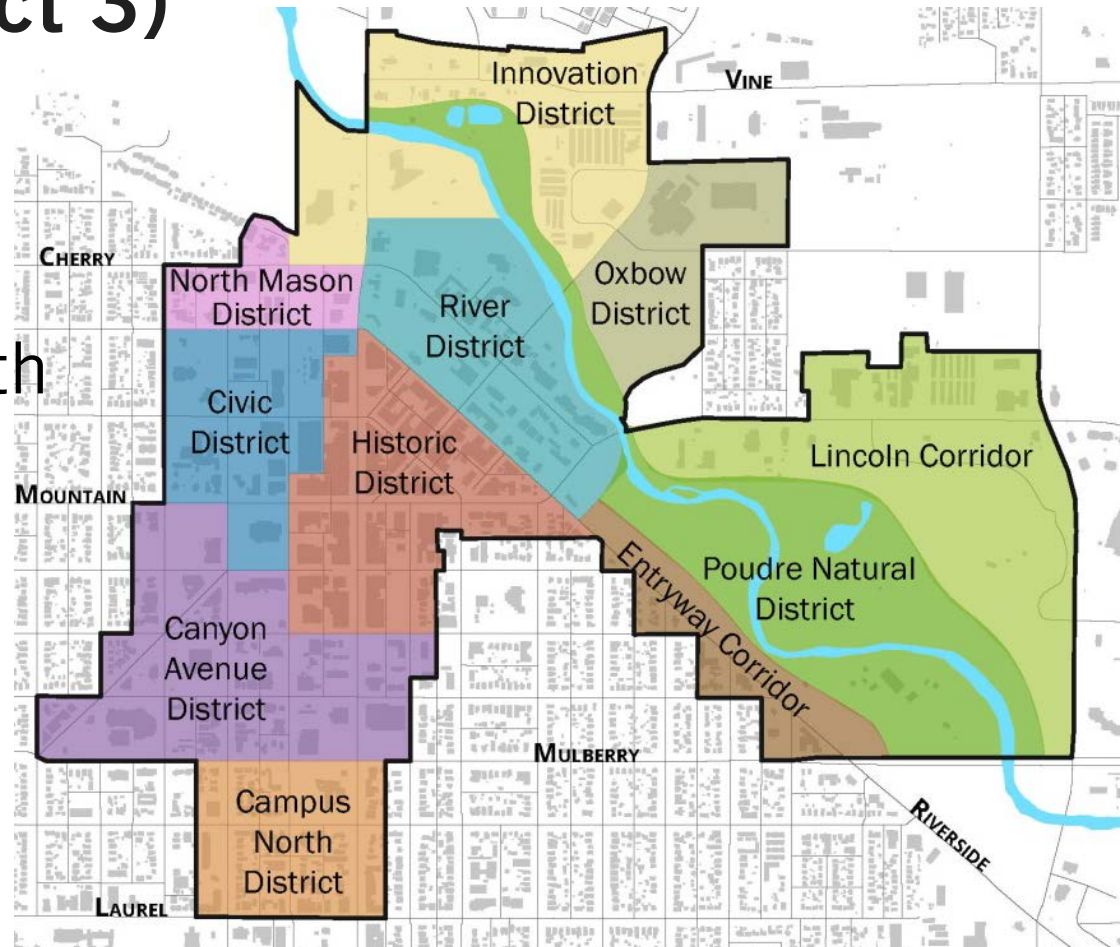 ct 3)
th
Innovation
District
VINE
CHERRY
North Mason
District
River
District
Oxbow
District
Civic
District
Historic
District
Lincoln Corridor
MOUNTAIN
Entryway Corridor
Poudre Natural
District
Canyon
Avenue
District
MULBERRY
Campus
North
District
RIVERSIDE
LAUREL